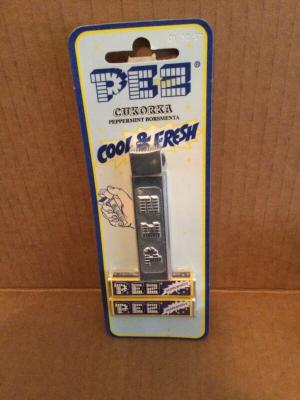 PEZ ®
CUKORKA
PEPPERMINT BORSMENTA
COOL & FRESH
PEZ
PEZ
PEZ